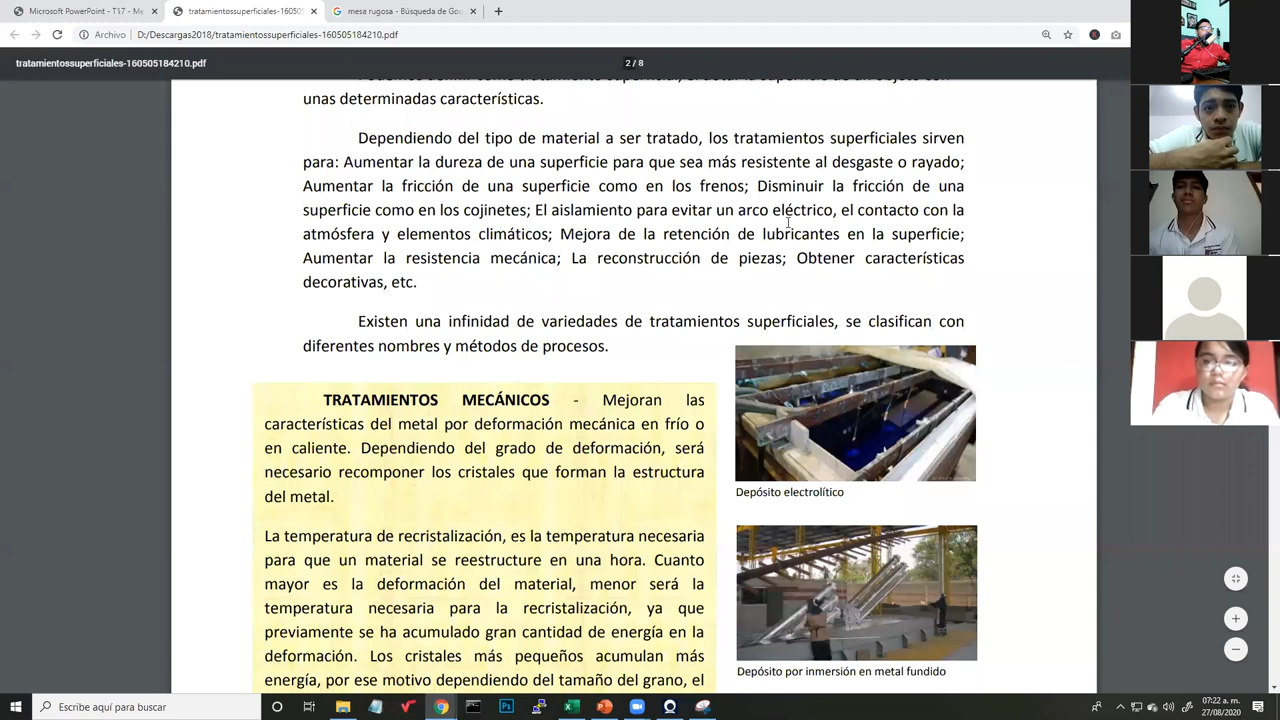 Microsoft PowerPoint - T17 - Me
tratamientossuperficiales-160505
mesa rugosa - Búsqueda de Goo
Archivo
D:/Descargas2018/tratamientossuperficiales-160505184210.pdf
tratamientossuperficiales-160505184210.pdf
2 / 8
unas determinadas características.
Dependiendo del tipo de material a ser tratado, los tratamientos superficiales sirven
para: Aumentar la dureza de una superficie para que sea más resistente al desgaste o rayado;
Aumentar la fricción de una superficie como en los frenos; Disminuir la fricción de una
superficie como en los cojinetes; El aislamiento para evitar un arco eléctrico, el contacto con la
atmósfera y elementos climáticos; Mejora de la retención de lubricantes en la superficie;
Aumentar la resistencia mecánica; La reconstrucción de piezas; Obtener características
decorativas, etc.
Existen una infinidad de variedades de tratamientos superficiales, se clasifican con
diferentes nombres y métodos de procesos.
TRATAMIENTOS MECÁNICOS - Mejoran las
características del metal por deformación mecánica en frío o
en caliente. Dependiendo del grado de deformación, será
necesario recomponer los cristales que forman la estructura
del metal.
La temperatura de recristalización, es la temperatura necesaria
para que un material se reestructure en una hora. Cuanto
mayor es la deformación del material, menor será la
temperatura necesaria para la recristalización, ya que
previamente se ha acumulado gran cantidad de energía en la
deformación. Los cristales más pequeños acumulan más
energía, por ese motivo dependiendo del tamaño del grano, el
Depósito electrolítico
Depósito por inmersión en metal fundido
Escribe aquí para buscar
07:22 a. m.
27/08/2020